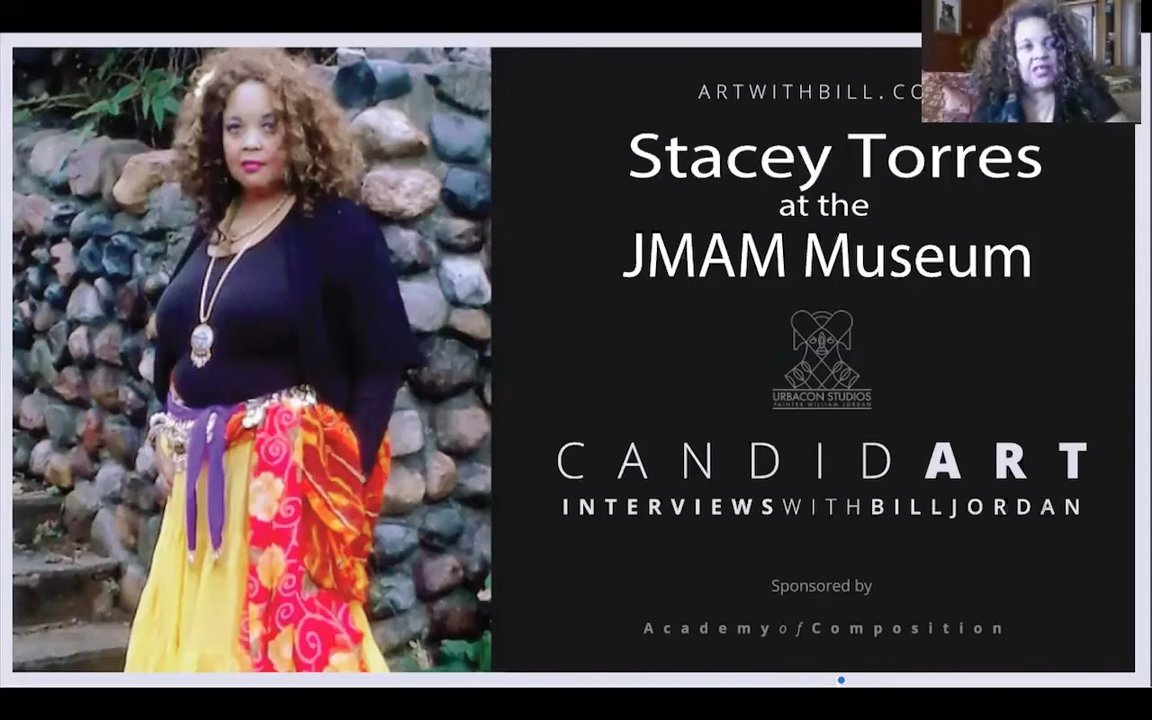 ARTWITHBILL.CO
Stacey Torres
at the
JMAM Museum
URBACON STUDIOS
PAINTER WILLIAM JORDAN
CANDIDART
INTERVIEWSWITHBILLJORDAN
Sponsored by
AcademyofComposition